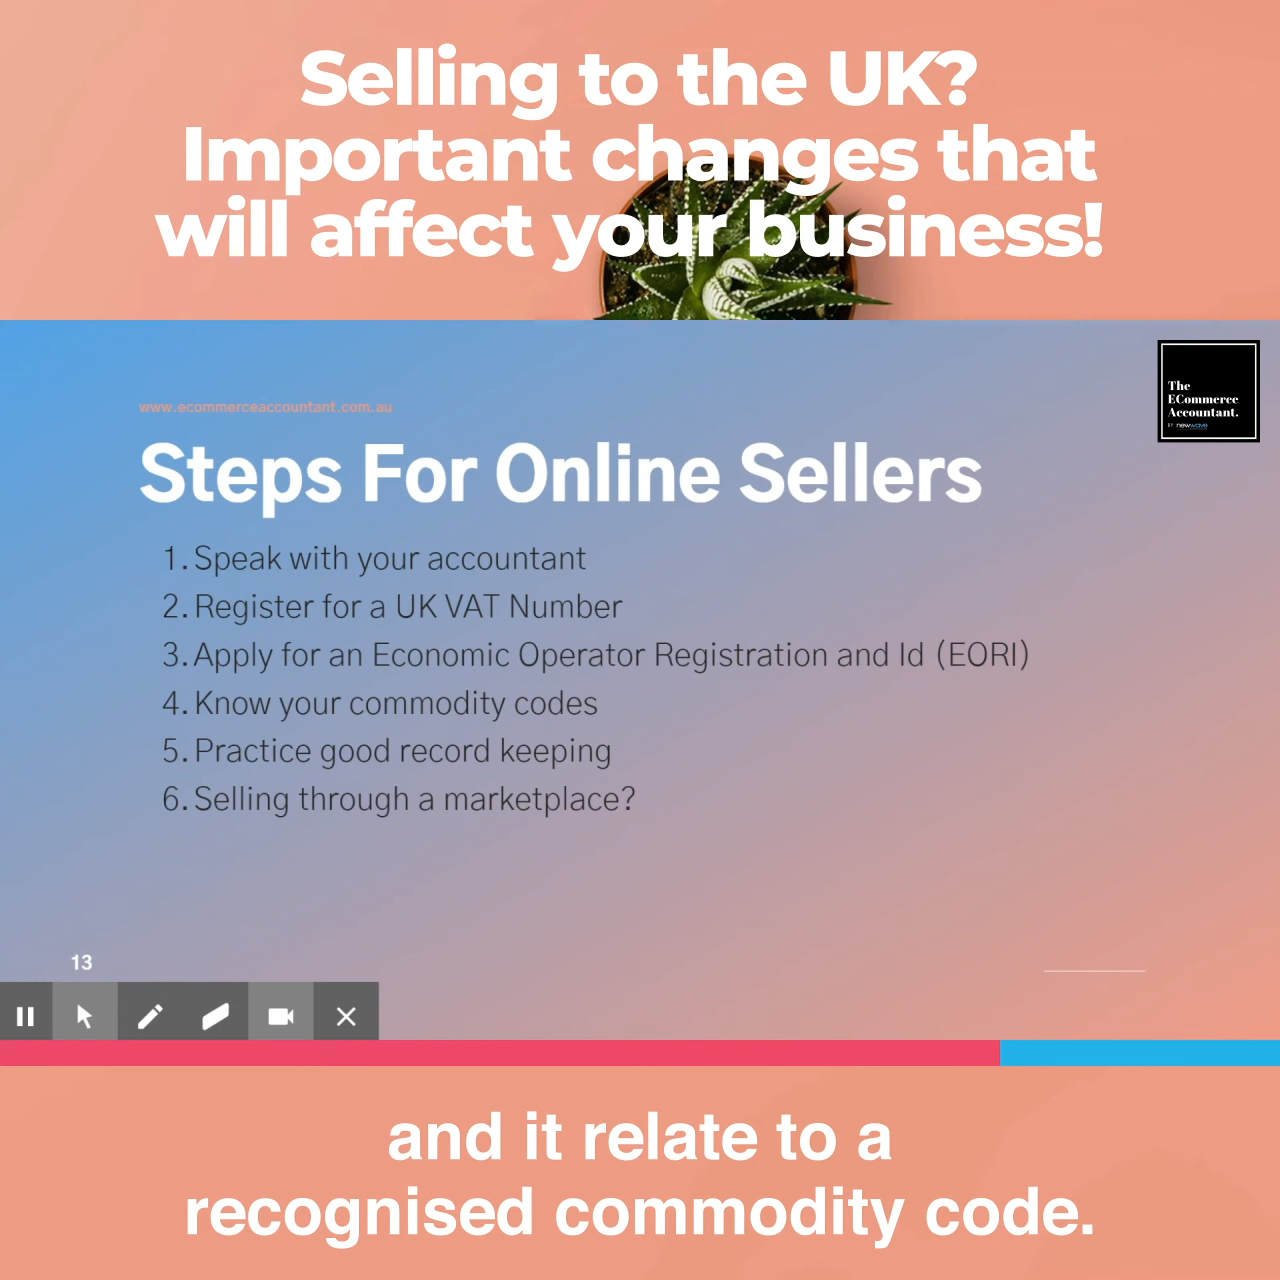 Selling to the UK?
Important changes that
will affect your business!
www.ecommerceaccountant.com.au
The
ECommerce
Accountant.
BY newwave
Steps For Online Sellers
1. Speak with your accountant
2. Register for a UK VAT Number
3. Apply for an Economic Operator Registration and Id (EORI)
4. Know your commodity codes
5. Practice good record keeping
6. Selling through a marketplace?
13
and it relate to a
recognised commodity code.